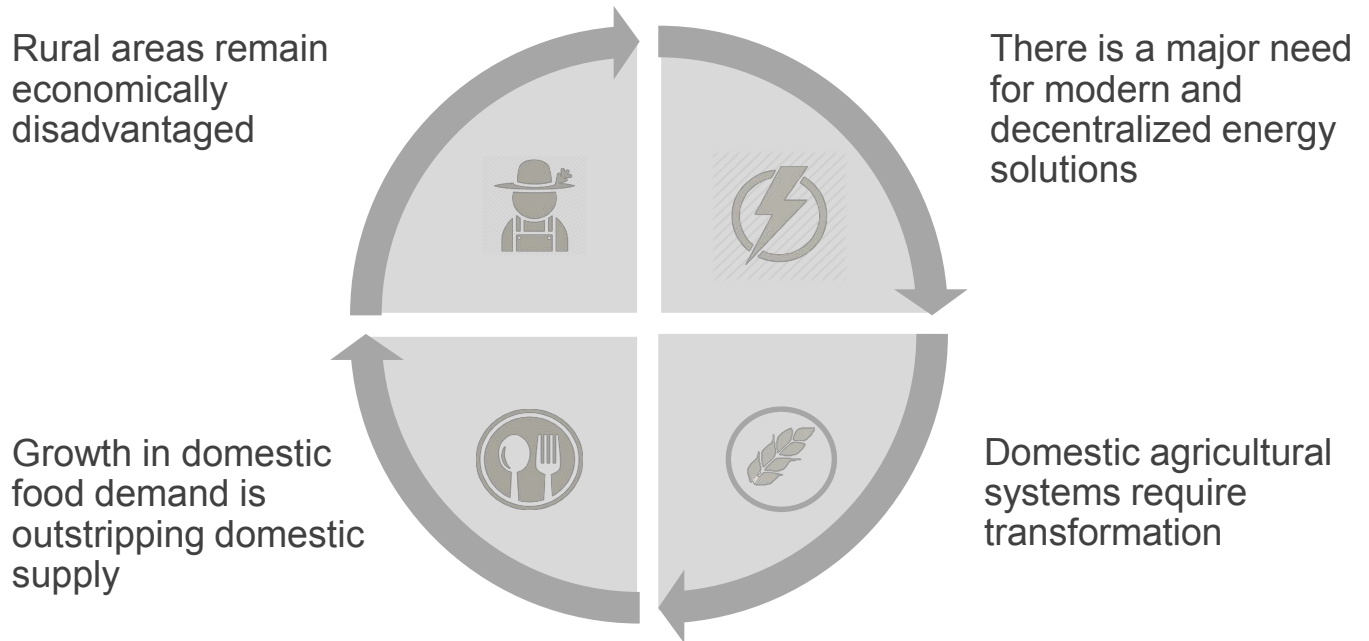 Rural areas remain
economically
disadvantaged
There is a major need
for modern and
decentralized energy
solutions
Growth in domestic
food demand is
outstripping domestic
supply
Domestic agricultural
systems require
transformation